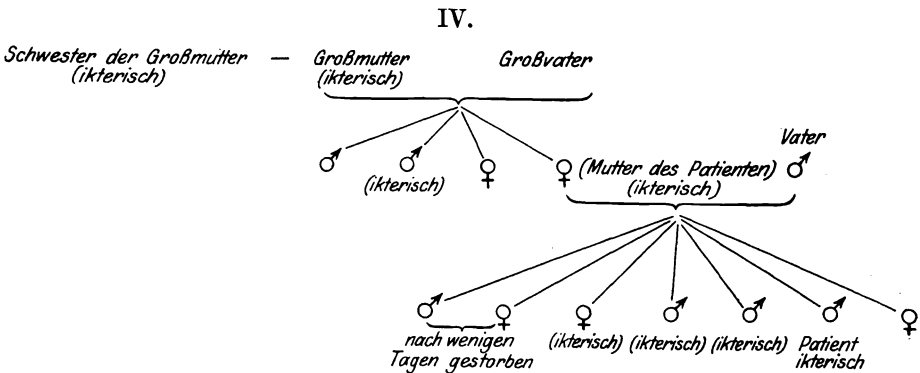 IV.
Schwester der Großmutter — Großmutter Großvater
(ikterisch) (ikterisch)
Vater
♂ ♂ ♀ ♀ (Mutter des Patienten) ♂
(ikterisch) (ikterisch)
♂ ♀ ♀ ♂ ♂ ♂ ♀
nach wenigen (ikterisch) (ikterisch) (ikterisch) Patient
Tagen gestorben ikterisch